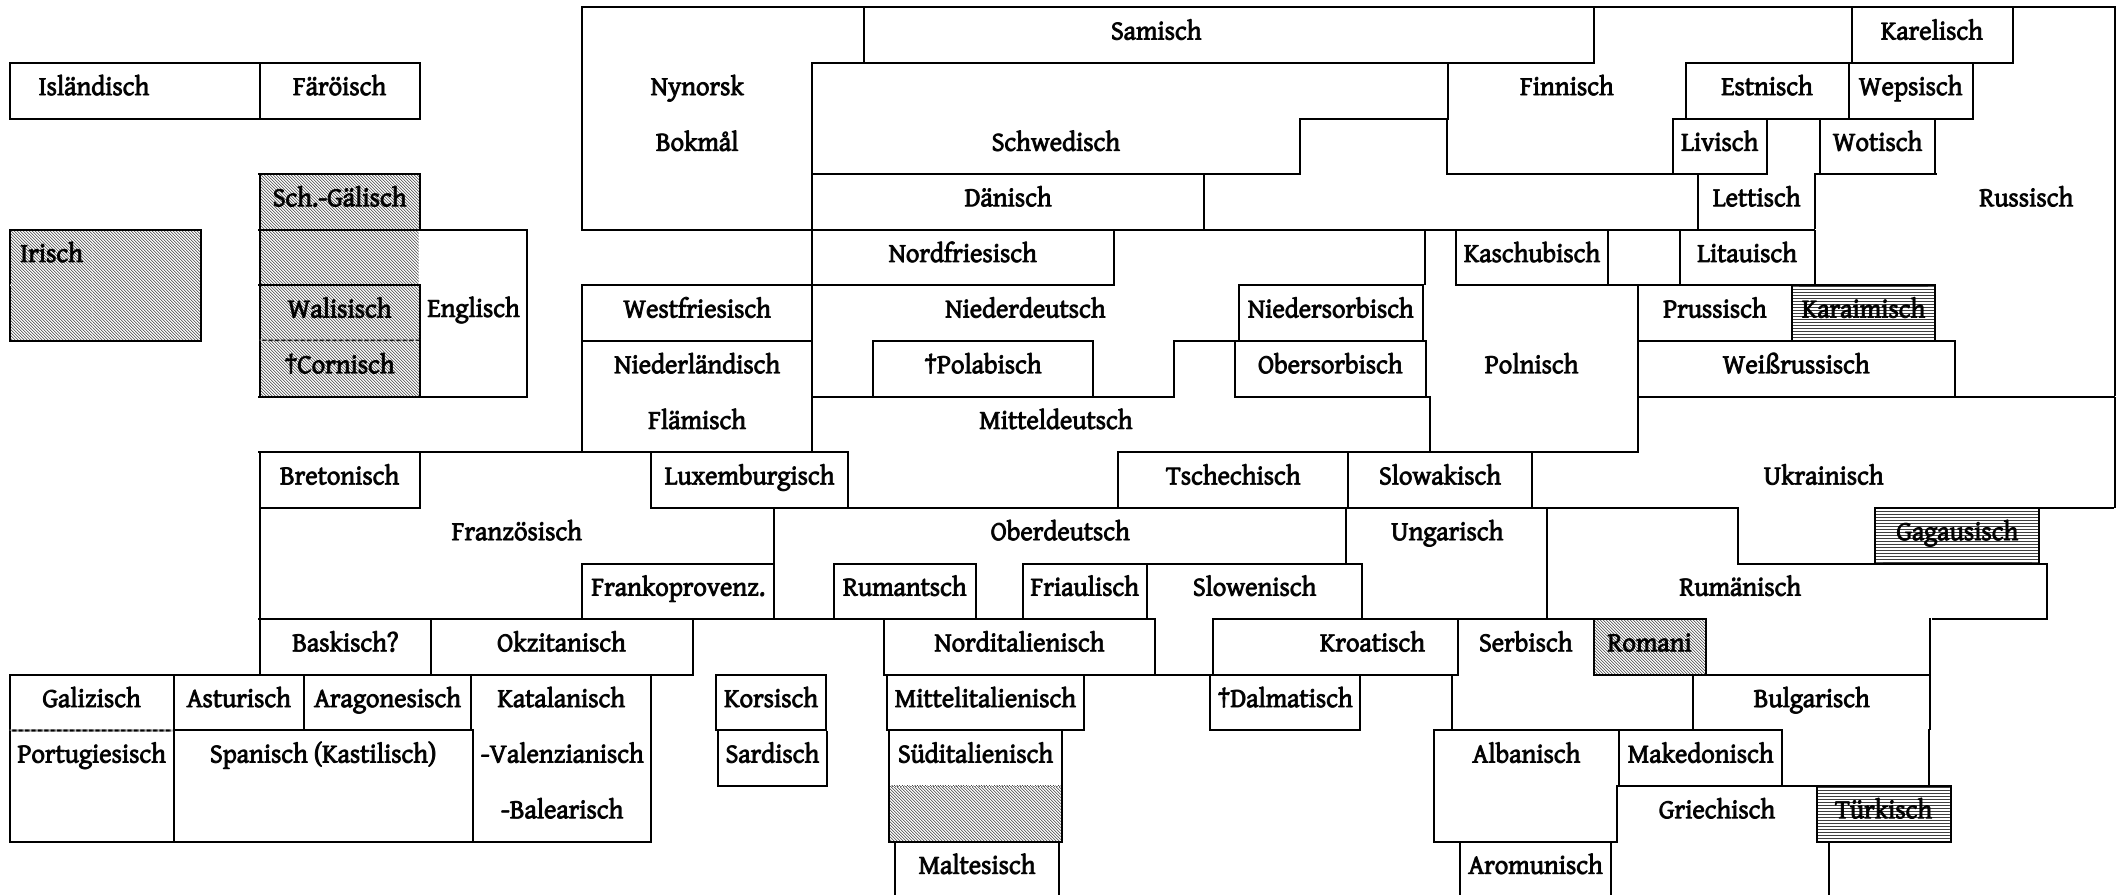 Samisch Karelisch
Isländisch Färöisch Nynorsk Finnisch Estnisch Wepsisch
Bokmål Schwedisch Livisch Wotisch
Sch.-Gälisch Dänisch Lettisch Russisch
Irisch Nordfriesisch Kaschubisch Litauisch
Walisisch Englisch Westfriesisch Niederdeutsch Niedersorbisch Prussisch Karaimisch
†Cornisch Niederländisch †Polabisch Obersorbisch Polnisch Weißrussisch
Flämisch Mitteldeutsch
Bretonisch Luxemburgisch Tschechisch Slowakisch Ukrainisch
Französisch Oberdeutsch Ungarisch Gagausisch
Frankoprovenz. Rumantsch Friaulisch Slowenisch Rumänisch
Baskisch? Okzitanisch Norditalienisch Kroatisch Serbisch Romani
Galizisch Asturisch Aragonesisch Katalanisch Korsisch Mittelitalienisch †Dalmatisch Bulgarisch
Portugiesisch Spanisch (Kastilisch) -Valenzianisch Sardisch Süditalienisch Albanisch Makedonisch
-Balearisch Griechisch Türkisch
Maltesisch Aromunisch